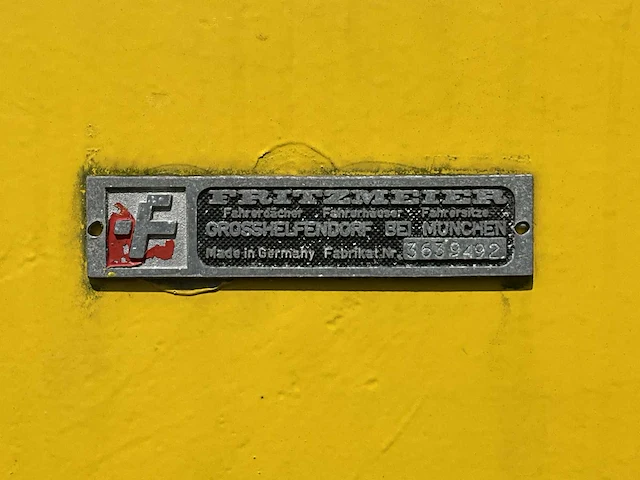 F
FRITZMEIER
Fahrerdächer Fahrerhäuser Fahrersitze
GROSSHELFENDORF BEI MÜNCHEN
Made in Germany Fabrikat Nr. 3639492